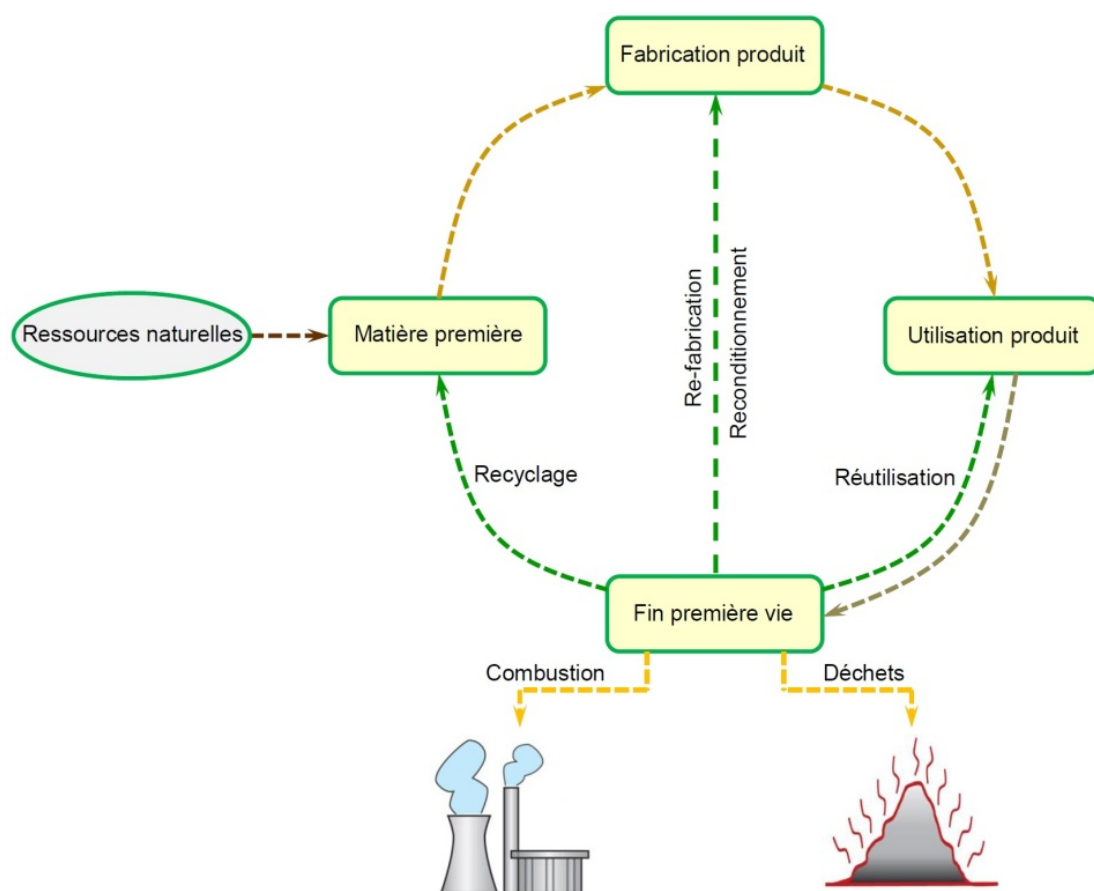 Fabrication produit
Ressources naturelles
Matière première
Re-fabrication
Reconditionnement
Utilisation produit
Recyclage
Réutilisation
Fin première vie
Combustion
Déchets